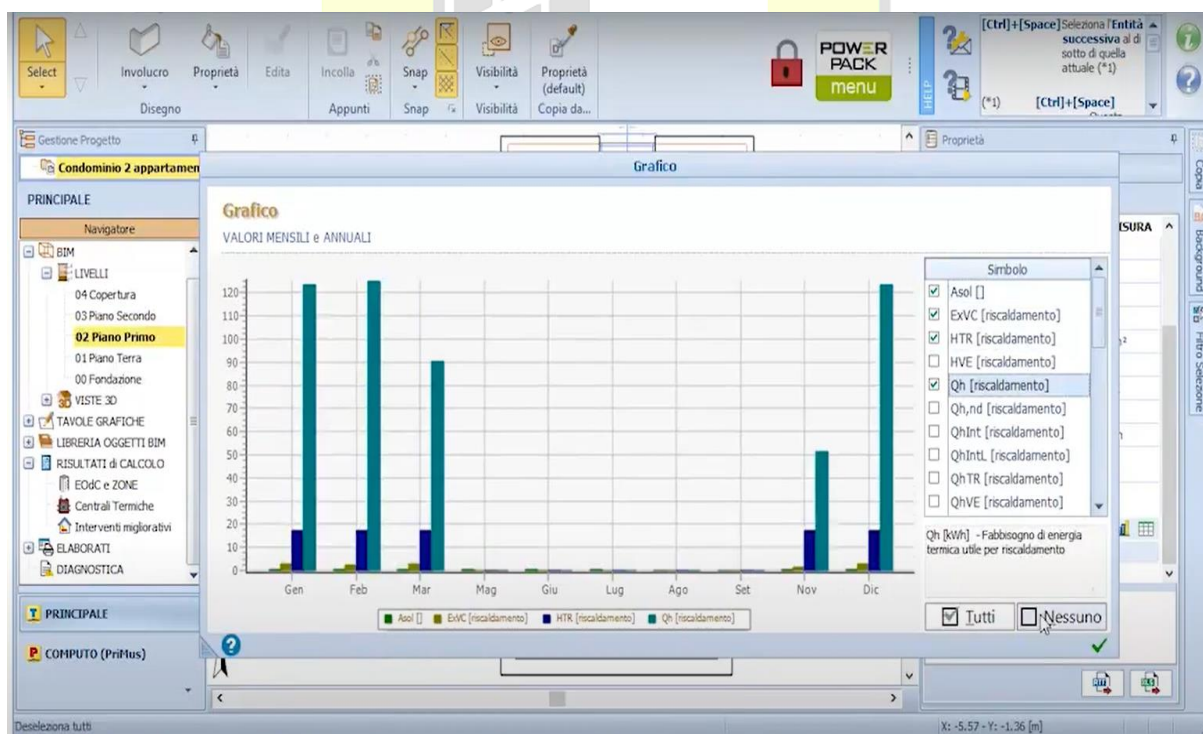 Select
Involucro
Proprietà
Edita
Incolla
Snap
Visibilità
Proprietà
(default)
Disegno
Appunti
Snap
Visibilità
Copia da...
POWER
PACK
menu
HELP
[Ctrl]+[Space] Seleziona l'Entità
successiva al di
sotto di quella
attuale (*1)
(*1) [Ctrl]+[Space]
Gestione Progetto
Condominio 2 appartamen
PRINCIPALE
Navigatore
BIM
LIVELLI
04 Copertura
03 Piano Secondo
02 Piano Primo
01 Piano Terra
00 Fondazione
VISTE 3D
TAVOLE GRAFICHE
LIBRERIA OGGETTI BIM
RISULTATI di CALCOLO
EOdC e ZONE
Centrali Termiche
Interventi migliorativi
ELABORATI
DIAGNOSTICA
PRINCIPALE
COMPUTO (PriMus)
Deseleziona tutti
Grafico
Grafico
VALORI MENSILI e ANNUALI
120
110
100
90
80
70
60
50
40
30
20
10
0
Gen Feb Mar Mag Giu Lug Ago Set Nov Dic
Asol [] ExVC [riscaldamento] HTR [riscaldamento] Qh [riscaldamento]
Simbolo
Asol []
ExVC [riscaldamento]
HTR [riscaldamento]
HVE [riscaldamento]
Qh [riscaldamento]
Qh,nd [riscaldamento]
QhInt [riscaldamento]
QhIntL [riscaldamento]
QhTR [riscaldamento]
QhVE [riscaldamento]
Qh [kWh] - Fabbisogno di energia
termica utile per riscaldamento
Tutti
Nessuno
Proprietà
ISURA
Copia
Background
Filtro Selezione
X: -5.57 - Y: -1.36 [m]